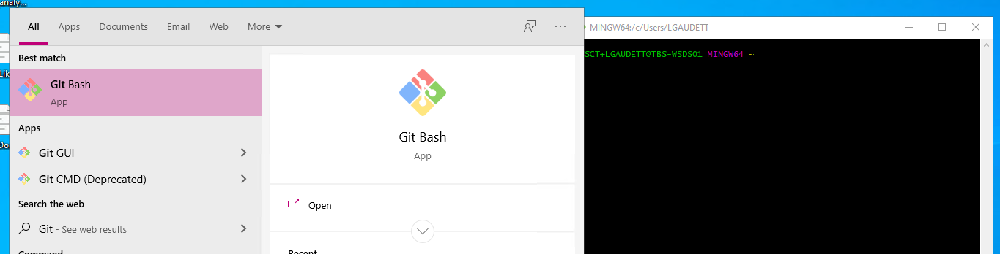 analy...
All Apps Documents Email Web More
Best match
Git Bash
App
Apps
Git GUI
Git CMD (Deprecated)
Search the web
Git - See web results
Command
Git Bash
App
Open
Recent
Lik
Do
MINGW64:/c/Users/LGAUDETT
SCT+LGAUDETT@TBS-WSDS01 MINGW64 ~